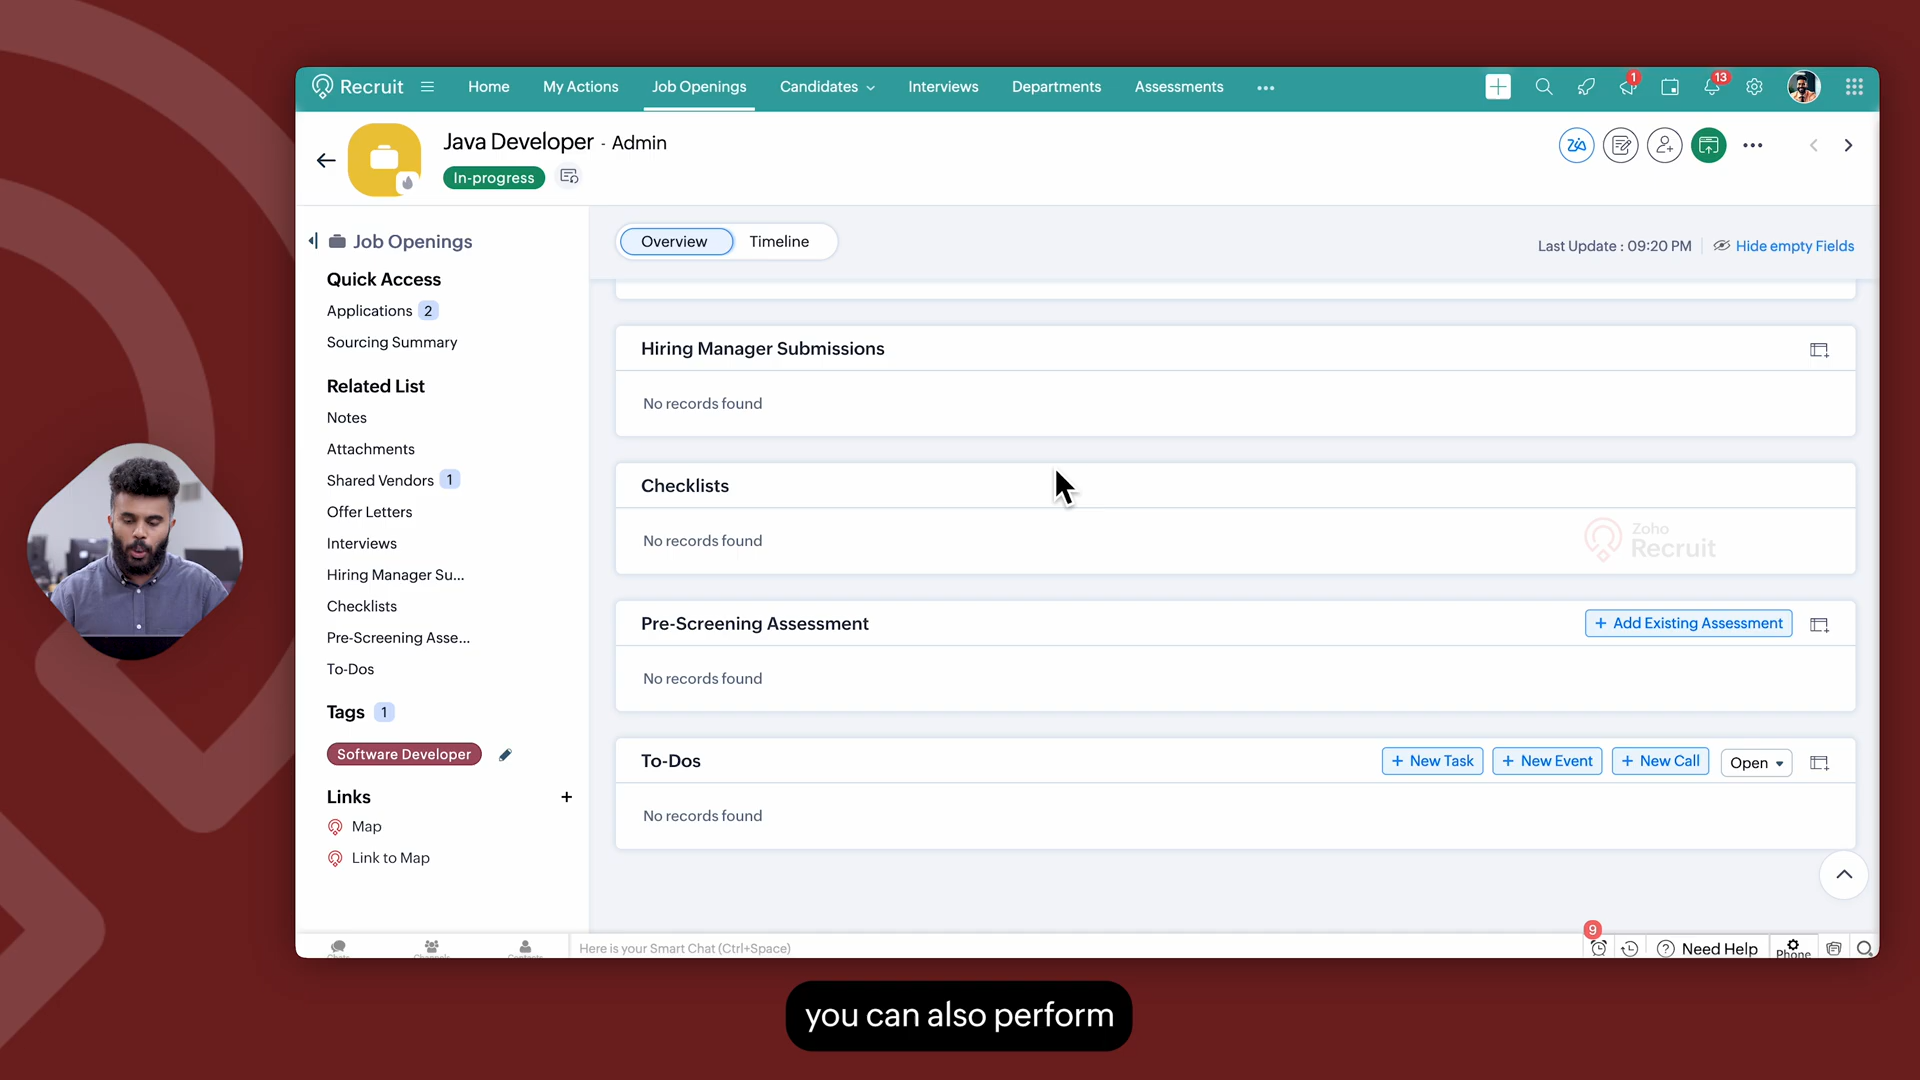 Recruit
Home
My Actions
Job Openings
Candidates
Interviews
Departments
Assessments
1
13
Java Developer - Admin
In-progress
Zia
Job Openings
Quick Access
Applications 2
Sourcing Summary
Related List
Notes
Attachments
Shared Vendors 1
Offer Letters
Interviews
Hiring Manager Su...
Checklists
Pre-Screening Asse...
To-Dos
Tags 1
Software Developer
Links +
Map
Link to Map
Overview
Timeline
Last Update : 09:20 PM
Hide empty Fields
Hiring Manager Submissions
No records found
Checklists
No records found
Zoho
Recruit
Pre-Screening Assessment
+ Add Existing Assessment
No records found
To-Dos
+ New Task
+ New Event
+ New Call
Open
No records found
Chats
Channels
Contacts
Here is your Smart Chat (Ctrl+Space)
9
Need Help
Phone
you can also perform